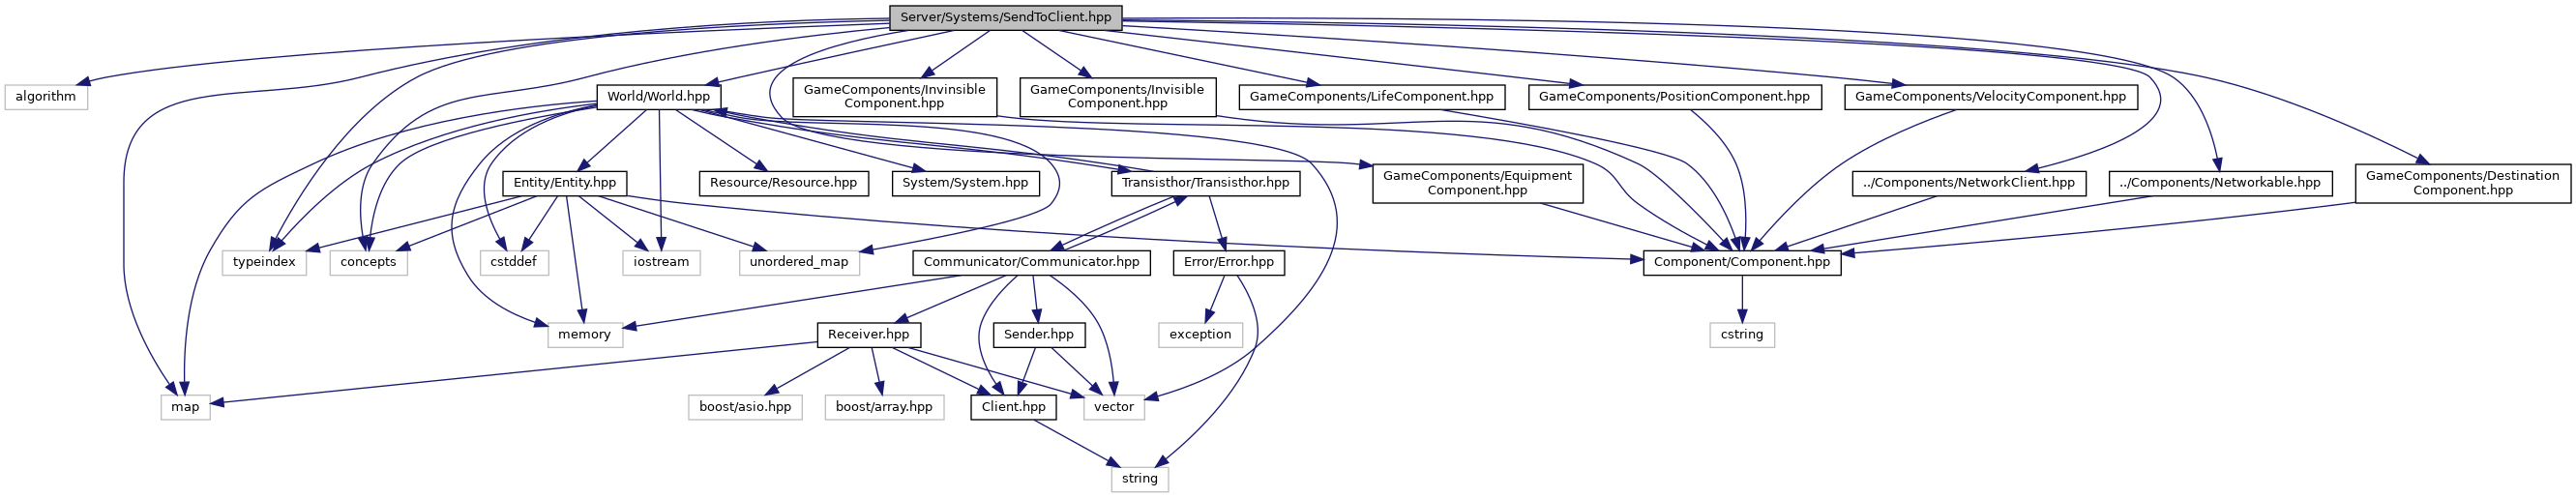 Server/Systems/SendToClient.hpp
algorithm
World/World.hpp
GameComponents/Invinsible
Component.hpp
GameComponents/Invisible
Component.hpp
GameComponents/LifeComponent.hpp
GameComponents/PositionComponent.hpp
GameComponents/VelocityComponent.hpp
Entity/Entity.hpp
Resource/Resource.hpp
System/System.hpp
Transisthor/Transisthor.hpp
GameComponents/Equipment
Component.hpp
../Components/NetworkClient.hpp
../Components/Networkable.hpp
GameComponents/Destination
Component.hpp
typeindex
concepts
cstddef
iostream
unordered_map
Communicator/Communicator.hpp
Error/Error.hpp
Component/Component.hpp
memory
Receiver.hpp
Sender.hpp
exception
cstring
map
boost/asio.hpp
boost/array.hpp
Client.hpp
vector
string